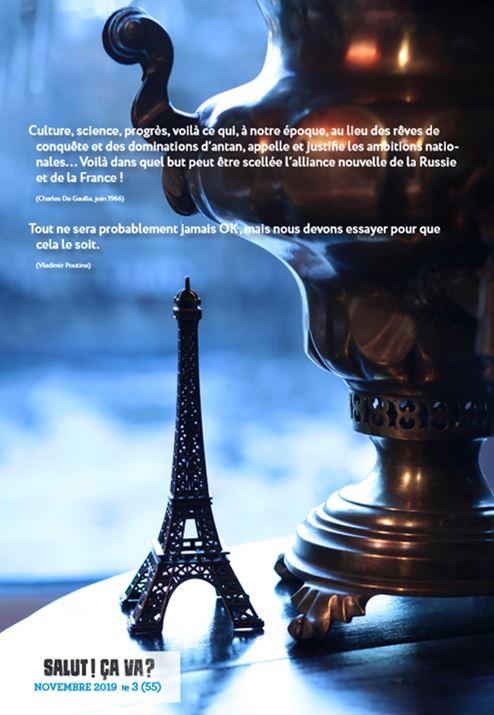 Culture, science, progrès, voilà ce qui, à notre époque, au lieu des rêves de
conquête et des dominations d'antan, appelle et justifie les ambitions natio-
nales... Voilà dans quel but peut être scellée l'alliance nouvelle de la Russie
et de la France !
(Charles De Gaulle, juin 1966)
Tout ne sera probablement jamais OK, mais nous devons essayer pour que
cela le soit.
(Vladimir Poutine)
SALUT! ÇA VA?
NOVEMBRE 2019 № 3 (55)